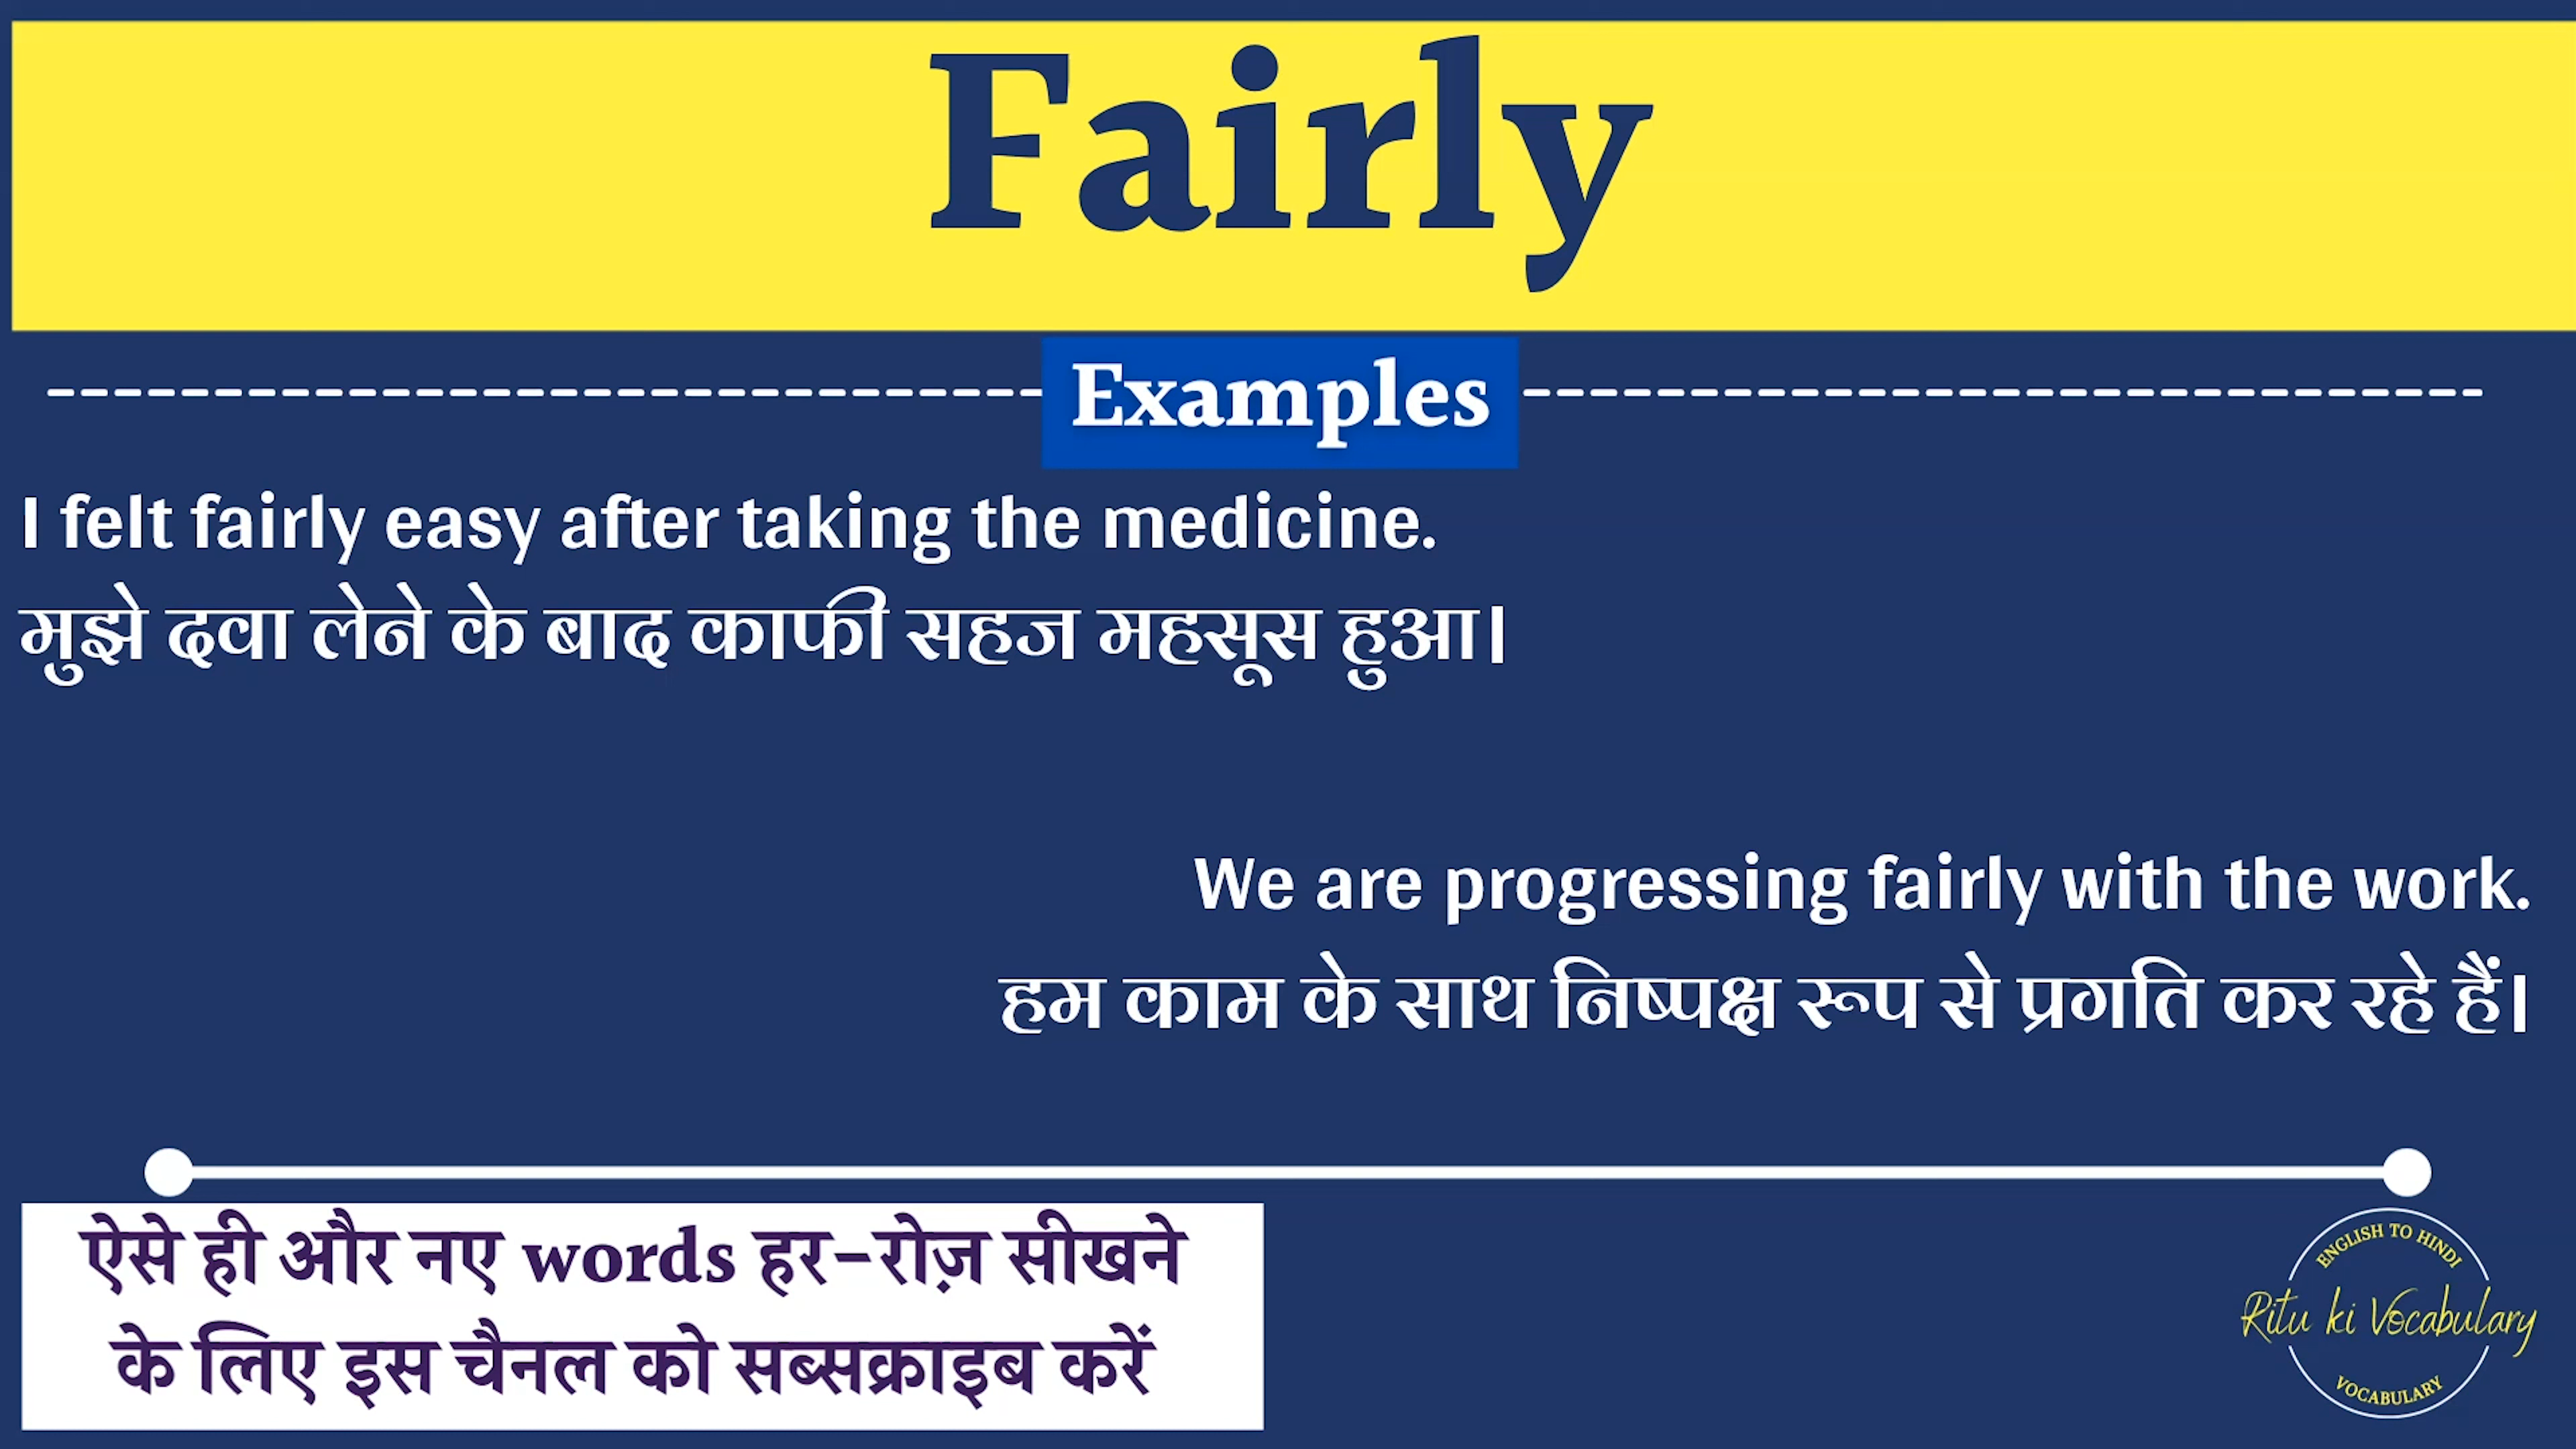 Fairly
Examples
I felt fairly easy after taking the medicine.
मुझे दवा लेने के बाद काफी सहज महसूस हुआ।
We are progressing fairly with the work.
हम काम के साथ निष्पक्ष रूप से प्रगति कर रहे हैं।
ऐसे ही और नए words हर-रोज़ सीखने
के लिए इस चैनल को सब्सक्राइब करें
ENGLISH TO HINDI
Ritu ki Vocabulary
VOCABULARY